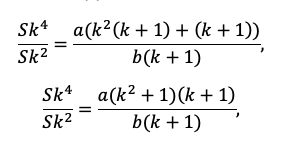 Sk⁴/Sk² = a(k²(k + 1) + (k + 1))/b(k + 1),
Sk⁴/Sk² = a(k² + 1)(k + 1)/b(k + 1),